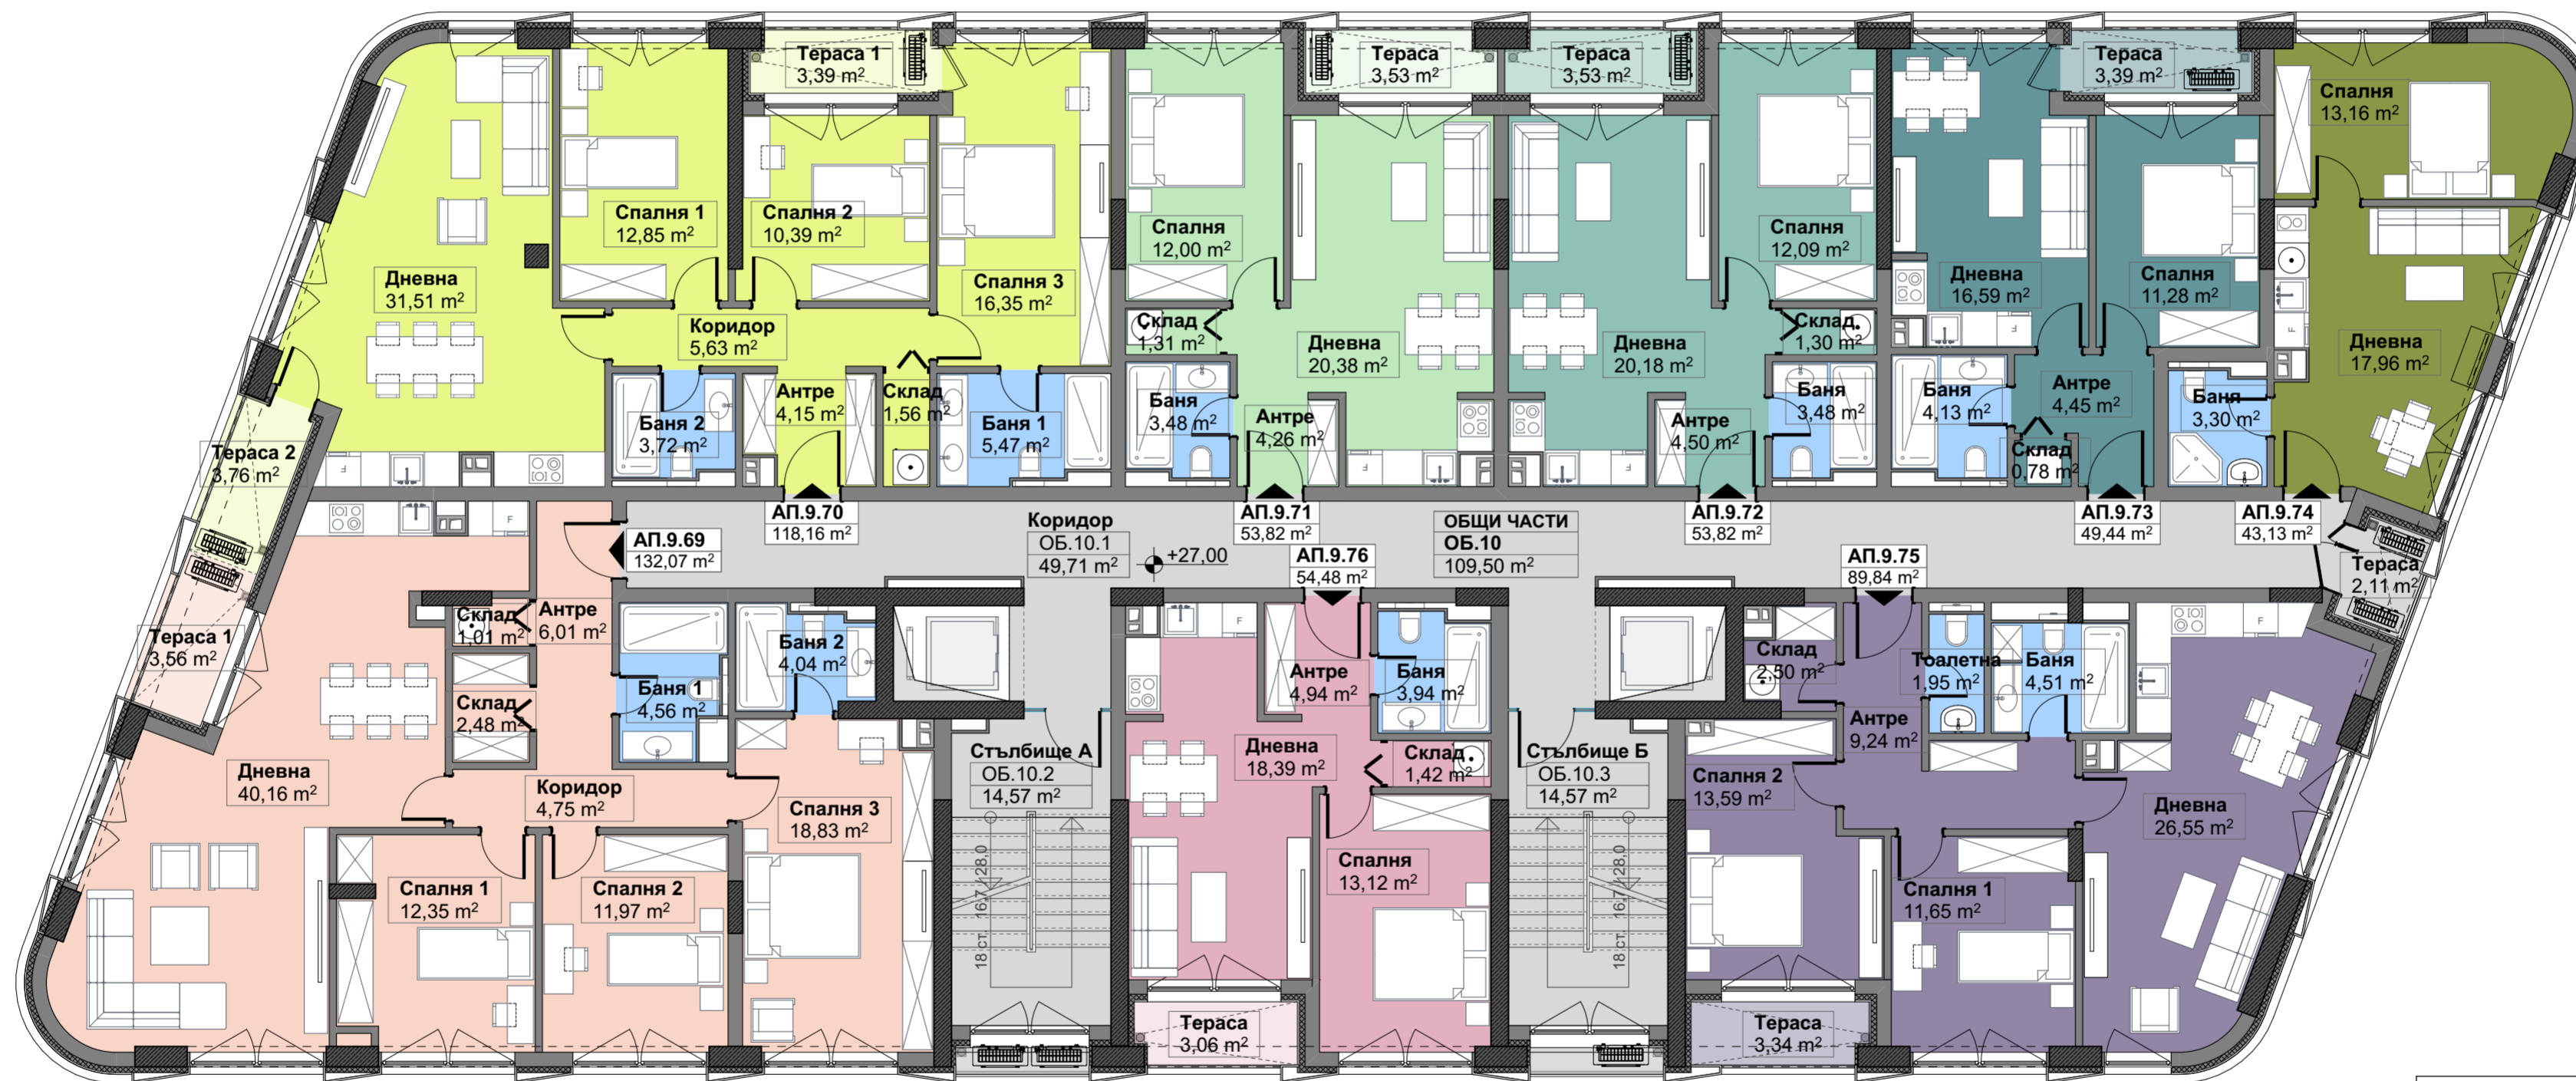 Тераса 1
3,39 m²
Тераса
3,53 m²
Тераса
3,53 m²
Тераса
3,39 m²
Спалня
13,16 m²
Спалня 1
12,85 m²
Спалня 2
10,39 m²
Спалня
12,00 m²
Спалня
12,09 m²
Дневна
31,51 m²
Спалня 3
16,35 m²
Дневна
16,59 m²
Спалня
11,28 m²
Коридор
5,63 m²
Склад
1,31 m²
Дневна
20,38 m²
Дневна
20,18 m²
Склад
1,30 m²
Дневна
17,96 m²
Баня 2
3,72 m²
Антре
4,15 m²
Склад
1,56 m²
Баня 1
5,47 m²
Баня
3,48 m²
Антре
4,26 m²
Антре
4,50 m²
Баня
3,48 m²
Баня
4,13 m²
Антре
4,45 m²
Склад
0,78 m²
Баня
3,30 m²
Тераса 2
3,76 m²
F
F
F
F
F
АП.9.69
132,07 m²
АП.9.70
118,16 m²
Коридор
ОБ.10.1
49,71 m²
+27,00
АП.9.71
53,82 m²
АП.9.76
54,48 m²
ОБЩИ ЧАСТИ
ОБ.10
109,50 m²
АП.9.72
53,82 m²
АП.9.75
89,84 m²
АП.9.73
49,44 m²
АП.9.74
43,13 m²
Тераса
2,11 m²
F
F
F
Тераса 1
3,56 m²
Склад
1,01 m²
Антре
6,01 m²
Склад
2,48 m²
Баня 1
4,56 m²
Баня 2
4,04 m²
Антре
4,94 m²
Баня
3,94 m²
Склад
2,50 m²
Тоалетна
1,95 m²
Баня
4,51 m²
Антре
9,24 m²
Дневна
40,16 m²
Коридор
4,75 m²
Спалня 3
18,83 m²
Стълбище А
ОБ.10.2
14,57 m²
Дневна
18,39 m²
Склад
1,42 m²
Стълбище Б
ОБ.10.3
14,57 m²
Спалня 2
13,59 m²
Дневна
26,55 m²
Спалня 1
12,35 m²
Спалня 2
11,97 m²
18ст. 16,7 / 28,0
Спалня
13,12 m²
18ст. 16,7 / 28,0
Спалня 1
11,65 m²
Тераса
3,06 m²
Тераса
3,34 m²